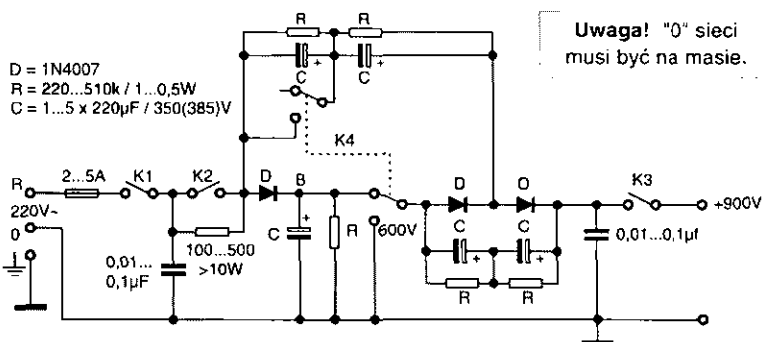 Uwaga! "0" sieci
musi być na masie.
D = 1N4007
R = 220...510k / 1...0,5W
C = 1...5 x 220µF / 350(385)V
R
R
C
+
C
+
K4
R
2...5A
K1
K2
D
B
D
O
K3
+900V
220V~
0
100...500
>10W
0,01...
0,1µF
C
+
R
600V
C
+
C
+
R
R
0,01...0,1µf